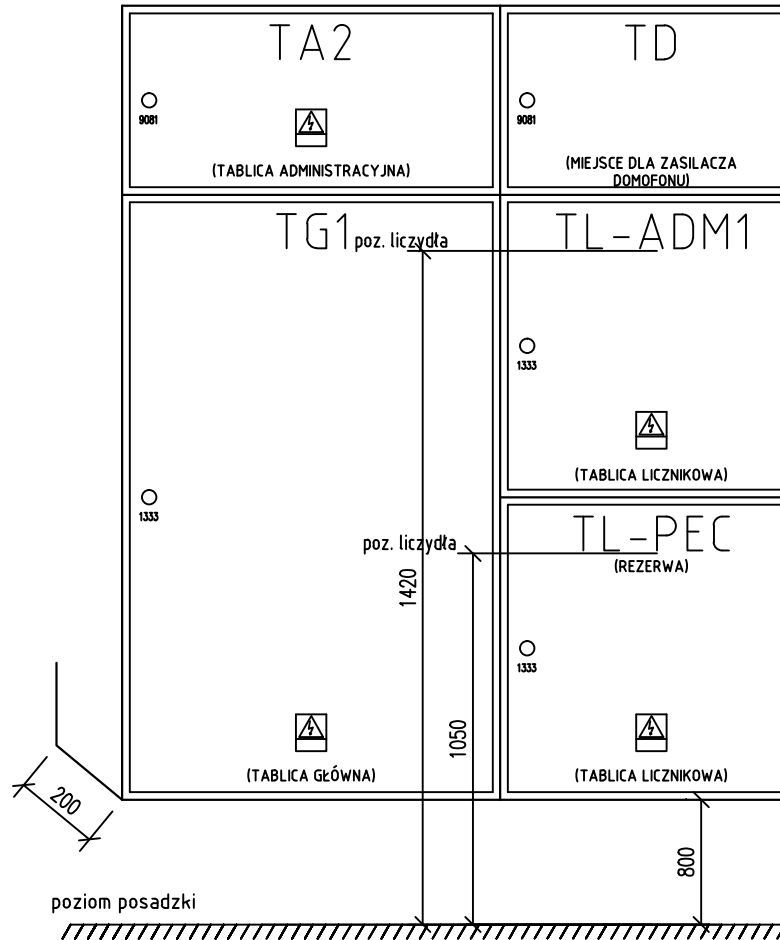 TA2
9081
(TABLICA ADMINISTRACYJNA)
TD
9081
(MIEJSCE DLA ZASILACZA
DOMOFONU)
TG1
poz. liczydła
TL-ADM1
1333
(TABLICA LICZNIKOWA)
1333
poz. liczydła
TL-PEC
(REZERWA)
1420
1333
1050
(TABLICA GŁÓWNA)
(TABLICA LICZNIKOWA)
200
800
poziom posadzki